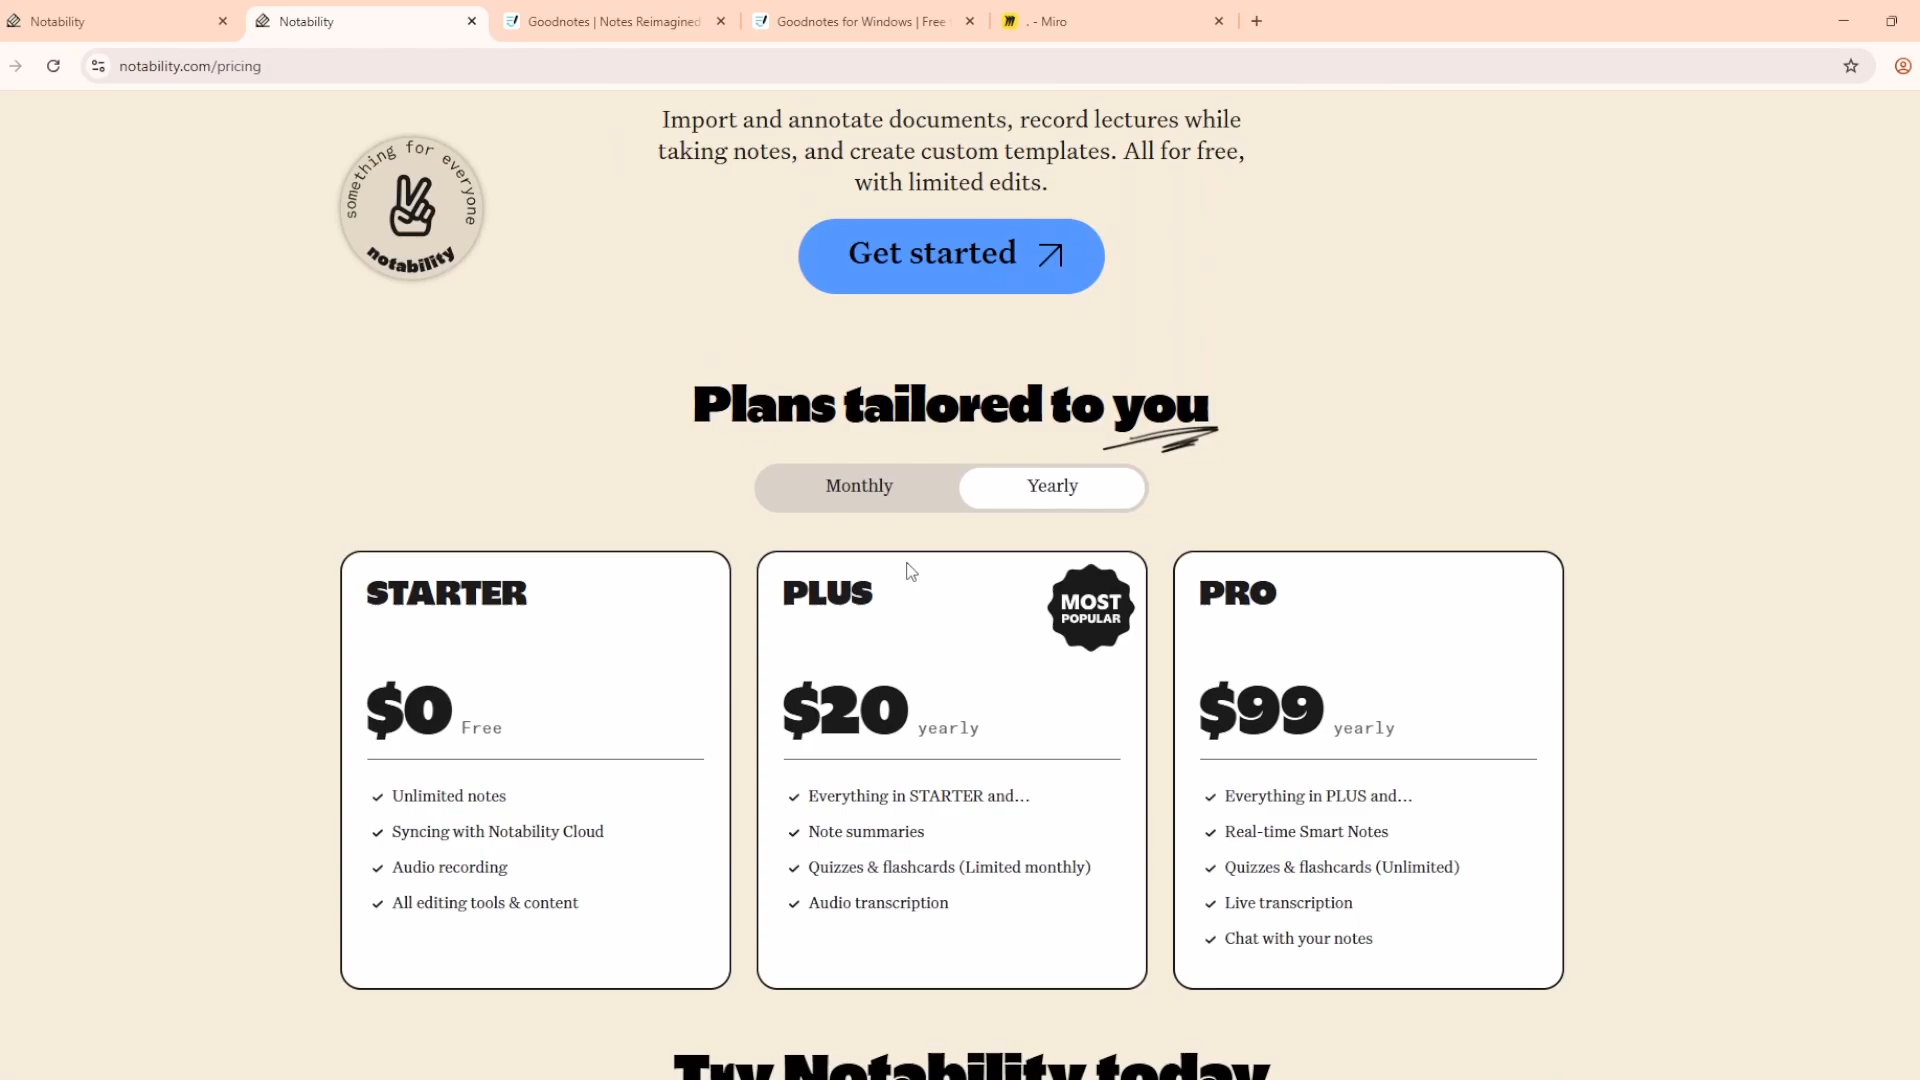 Notability
Notability
Goodnotes | Notes Reimagined
Goodnotes for Windows | Free
. - Miro
notability.com/pricing
Import and annotate documents, record lectures while
taking notes, and create custom templates. All for free,
with limited edits.
something for everyone
notability
Get started
Plans tailored to you
Monthly
Yearly
STARTER
$0 Free
Unlimited notes
Syncing with Notability Cloud
Audio recording
All editing tools & content
PLUS
MOST
POPULAR
$20 yearly
Everything in STARTER and...
Note summaries
Quizzes & flashcards (Limited monthly)
Audio transcription
PRO
$99 yearly
Everything in PLUS and...
Real-time Smart Notes
Quizzes & flashcards (Unlimited)
Live transcription
Chat with your notes
Try Notability today